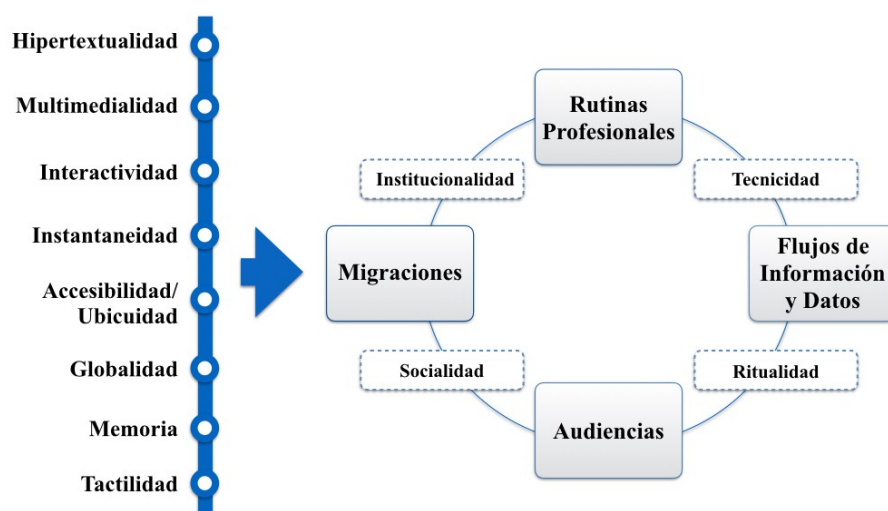 Hipertextualidad
Multimedialidad
Interactividad
Instantaneidad
Accesibilidad/
Ubicuidad
Globalidad
Memoria
Tactilidad
Rutinas
Profesionales
Institucionalidad
Tecnicidad
Migraciones
Flujos de
Información
y Datos
Socialidad
Ritualidad
Audiencias